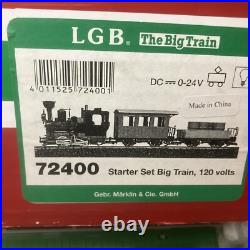 LGB® The Big Train
DC ⎓ 0-24V
4 011525 724001
Made in China
72400 Starter Set Big Train, 120 volts
Gebr. Märklin & Cie. GmbH